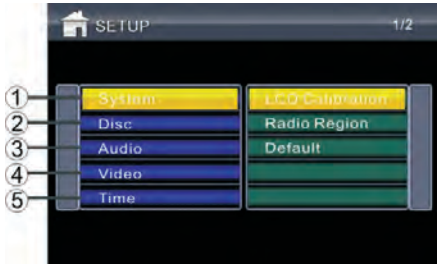 SETUP 1/2
1 System LCD Calibration
2 Disc Radio Region
3 Audio Default
4 Video
5 Time